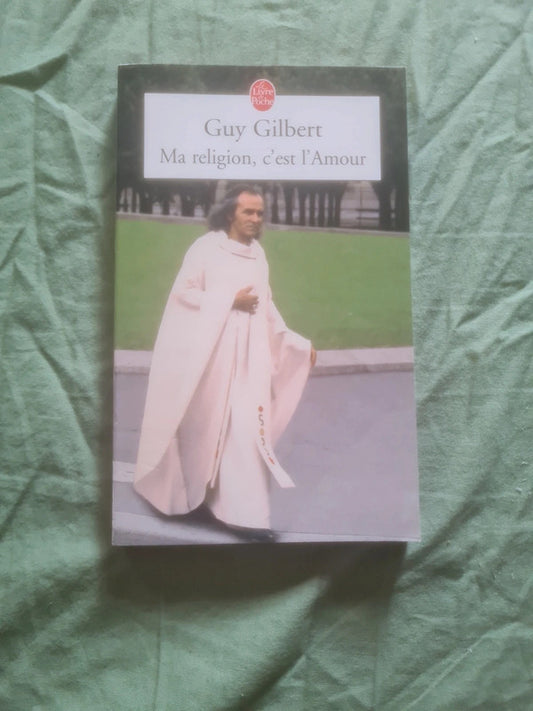 Le
Livre
de
Poche
Guy Gilbert
Ma religion, c'est l'Amour